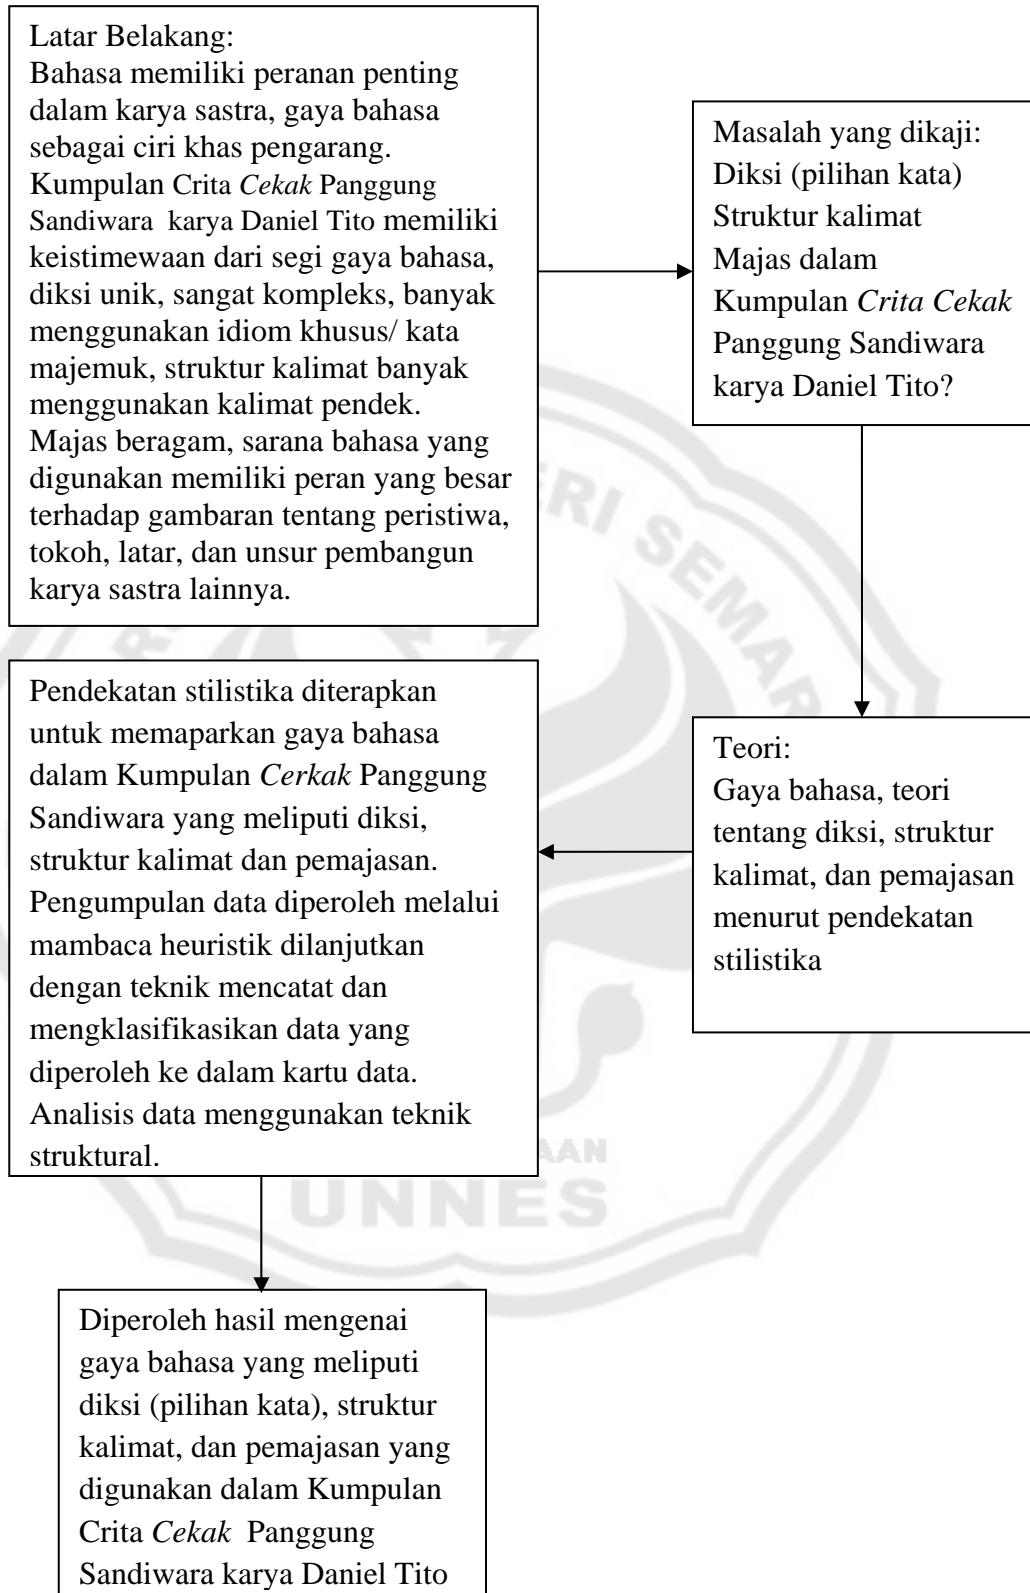 Latar Belakang:
Bahasa memiliki peranan penting
dalam karya sastra, gaya bahasa
sebagai ciri khas pengarang.
Kumpulan Crita Cekak Panggung
Sandiwara karya Daniel Tito memiliki
keistimewaan dari segi gaya bahasa,
diksi unik, sangat kompleks, banyak
menggunakan idiom khusus/ kata
majemuk, struktur kalimat banyak
menggunakan kalimat pendek.
Majas beragam, sarana bahasa yang
digunakan memiliki peran yang besar
terhadap gambaran tentang peristiwa,
tokoh, latar, dan unsur pembangun
karya sastra lainnya.
Masalah yang dikaji:
Diksi (pilihan kata)
Struktur kalimat
Majas dalam
Kumpulan Crita Cekak
Panggung Sandiwara
karya Daniel Tito?
Teori:
Gaya bahasa, teori
tentang diksi, struktur
kalimat, dan pemajasan
menurut pendekatan
stilistika
Pendekatan stilistika diterapkan
untuk memaparkan gaya bahasa
dalam Kumpulan Cerkak Panggung
Sandiwara yang meliputi diksi,
struktur kalimat dan pemajasan.
Pengumpulan data diperoleh melalui
mambaca heuristik dilanjutkan
dengan teknik mencatat dan
mengklasifikasikan data yang
diperoleh ke dalam kartu data.
Analisis data menggunakan teknik
struktural.
Diperoleh hasil mengenai
gaya bahasa yang meliputi
diksi (pilihan kata), struktur
kalimat, dan pemajasan yang
digunakan dalam Kumpulan
Crita Cekak Panggung
Sandiwara karya Daniel Tito
UNNES